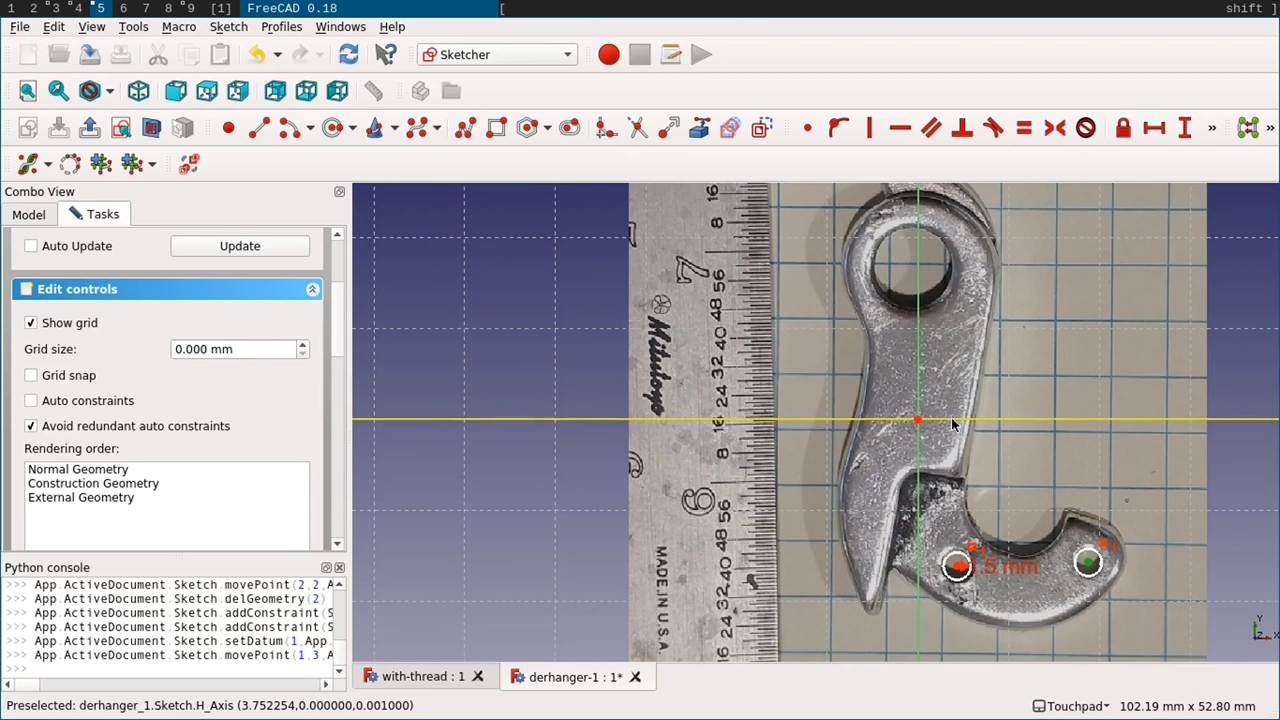 1 2 3 4 5 6 7 8 9 [1] FreeCAD 0.18 [ shift ]
File Edit View Tools Macro Sketch Profiles Windows Help
Sketcher
Combo View
Model Tasks
Auto Update Update
Edit controls
Show grid
Grid size: 0.000 mm
Grid snap
Auto constraints
Avoid redundant auto constraints
Rendering order:
Normal Geometry
Construction Geometry
External Geometry
Python console
>>> App.ActiveDocument.Sketch.movePoint(2,2,A
>>> App.ActiveDocument.Sketch.delGeometry(2)
>>> App.ActiveDocument.Sketch.addConstraint(S
>>> App.ActiveDocument.Sketch.addConstraint(S
>>> App.ActiveDocument.Sketch.setDatum(1,App
>>> App.ActiveDocument.Sketch.movePoint(1,3,A
>>>
16
8
7
56
48
40
32
24
16
8
6
56
48
40
32
24
16
Mitutoyo
MADE IN U.S.A.
.5 mm
Y
Z X
with-thread : 1 derhanger-1 : 1*
Preselected: derhanger_1.Sketch.H_Axis (3.752254,0.000000,0.001000) Touchpad 102.19 mm x 52.80 mm